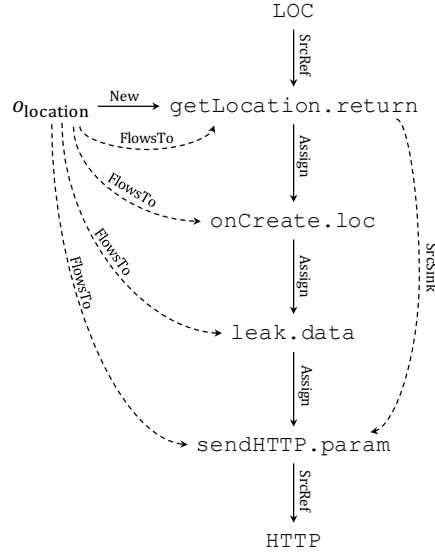 LOC
SrcRef
o_location New getLocation.return
FlowsTo
Assign
FlowsTo
onCreate.loc
SrcSink
FlowsTo
Assign
FlowsTo
leak.data
Assign
sendHTTP.param
SrcRef
HTTP